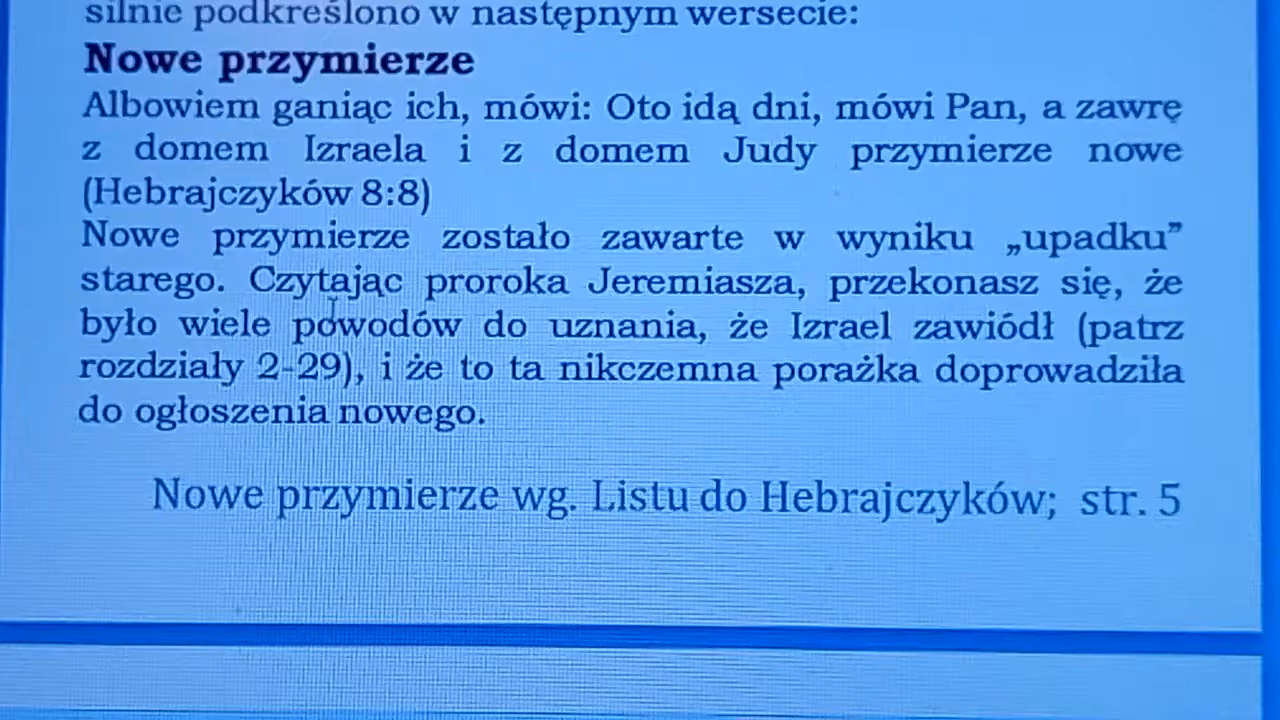 silnie podkreślono w następnym wersecie:
Nowe przymierze
Albowiem ganiąc ich, mówi: Oto idą dni, mówi Pan, a zawrę
z domem Izraela i z domem Judy przymierze nowe
(Hebrajczyków 8:8)
Nowe przymierze zostało zawarte w wyniku „upadku”
starego. Czytając proroka Jeremiasza, przekonasz się, że
było wiele powodów do uznania, że Izrael zawiódł (patrz
rozdziały 2-29), i że to ta nikczemna porażka doprowadziła
do ogłoszenia nowego.
Nowe przymierze wg. Listu do Hebrajczyków; str. 5